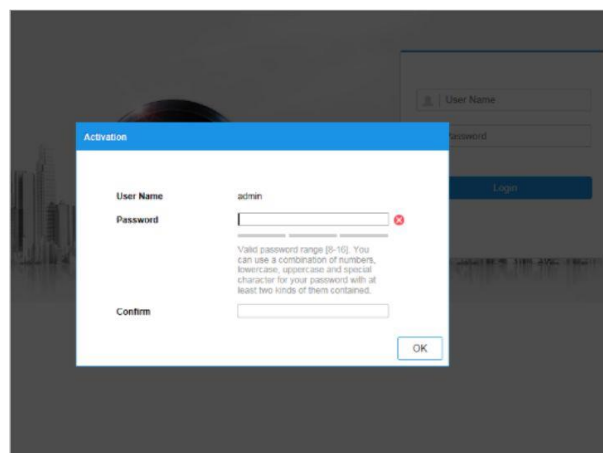 User Name
Password
Login
Activation
User Name admin
Password
Valid password range [8-16]. You
can use a combination of numbers,
lowercase, uppercase and special
character for your password with at
least two kinds of them contained.
Confirm
OK